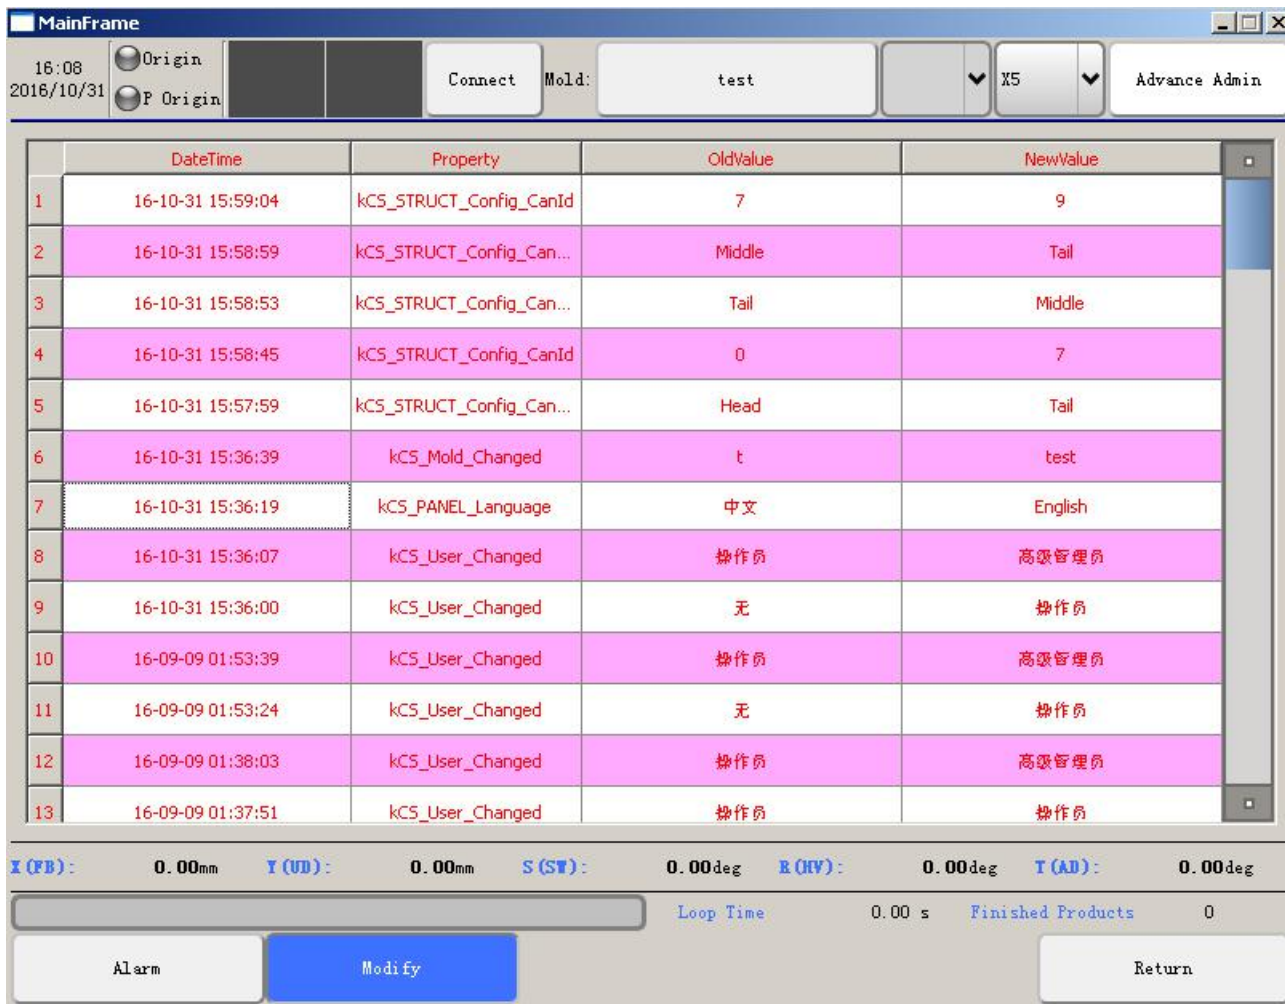 MainFrame
16:08 Origin Connect Mold: test X5 Advance Admin
2016/10/31 P Origin
DateTime Property OldValue NewValue
1 16-10-31 15:59:04 kCS_STRUCT_Config_CanId 7 9
2 16-10-31 15:58:59 kCS_STRUCT_Config_Can... Middle Tail
3 16-10-31 15:58:53 kCS_STRUCT_Config_Can... Tail Middle
4 16-10-31 15:58:45 kCS_STRUCT_Config_CanId 0 7
5 16-10-31 15:57:59 kCS_STRUCT_Config_Can... Head Tail
6 16-10-31 15:36:39 kCS_Mold_Changed t test
7 16-10-31 15:36:19 kCS_PANEL_Language 中文 English
8 16-10-31 15:36:07 kCS_User_Changed 操作员 高级管理员
9 16-10-31 15:36:00 kCS_User_Changed 无 操作员
10 16-09-09 01:53:39 kCS_User_Changed 操作员 高级管理员
11 16-09-09 01:53:24 kCS_User_Changed 无 操作员
12 16-09-09 01:38:03 kCS_User_Changed 操作员 高级管理员
13 16-09-09 01:37:51 kCS_User_Changed 操作员 操作员
X(FB): 0.00mm Y(UD): 0.00mm S(SW): 0.00deg R(HV): 0.00deg T(AD): 0.00deg
Loop Time 0.00 s Finished Products 0
Alarm Modify Return